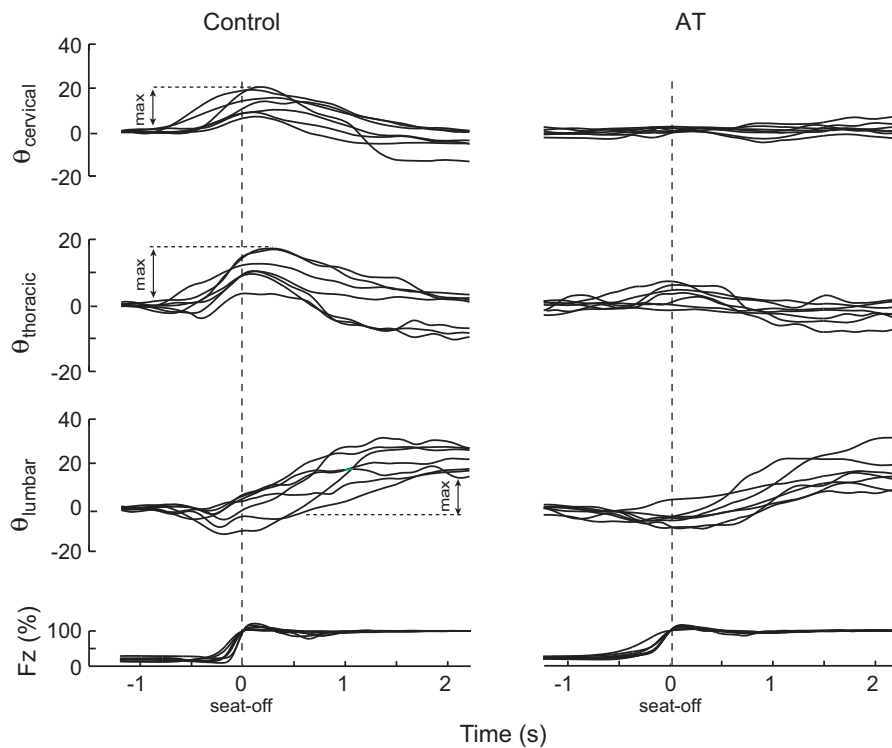 Control AT
40
20
0
-20
θcervical
max
20
0
-20
θthoracic
max
40
20
0
-20
θlumbar
max
100
0
Fz (%)
-1 0 1 2 -1 0 1 2
seat-off seat-off
Time (s)